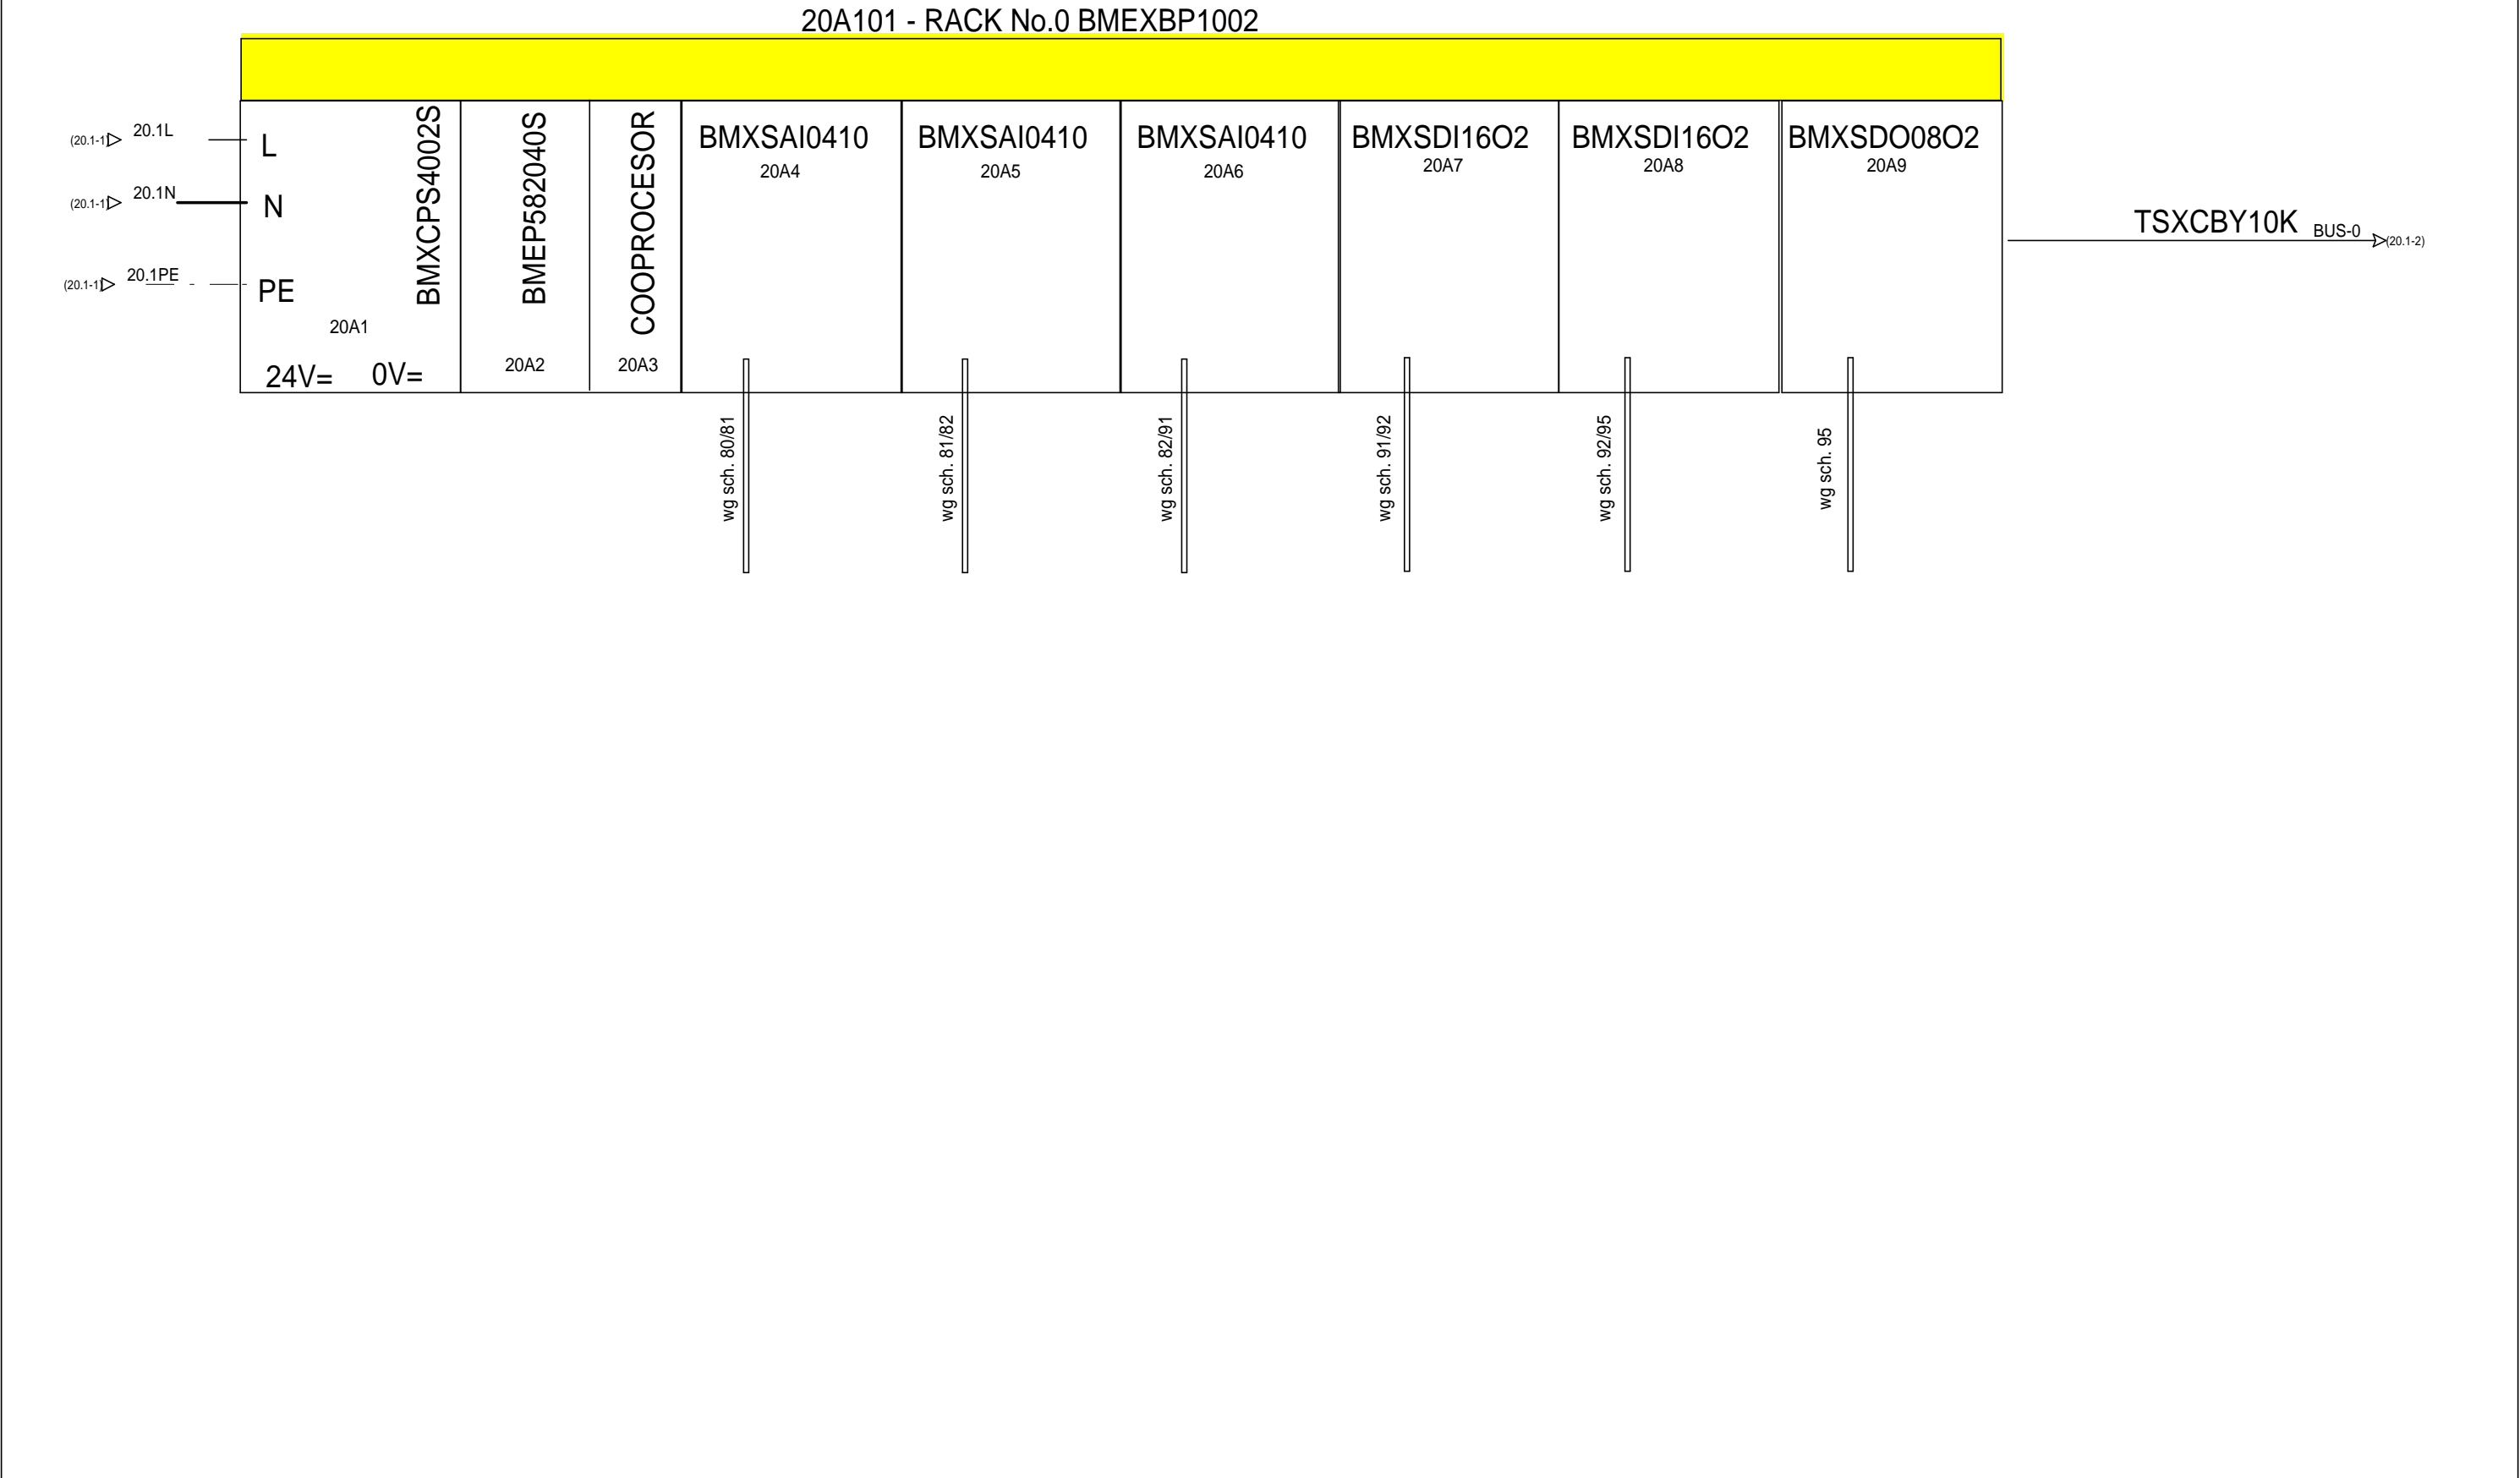 20A101 - RACK No.0 BMEXBP1002
(20.1-1) 20.1L L
(20.1-1) 20.1N N
(20.1-1) 20.1PE PE
BMXCPS4002S
20A1
24V= 0V=
BMEP582040S
20A2
COOPROCESOR
20A3
BMXSAI0410
20A4
BMXSAI0410
20A5
BMXSAI0410
20A6
BMXSDI16O2
20A7
BMXSDI16O2
20A8
BMXSDO08O2
20A9
TSXCBY10K BUS-0 (20.1-2)
wg sch. 80/81
wg sch. 81/82
wg sch. 82/91
wg sch. 91/92
wg sch. 92/95
wg sch. 95